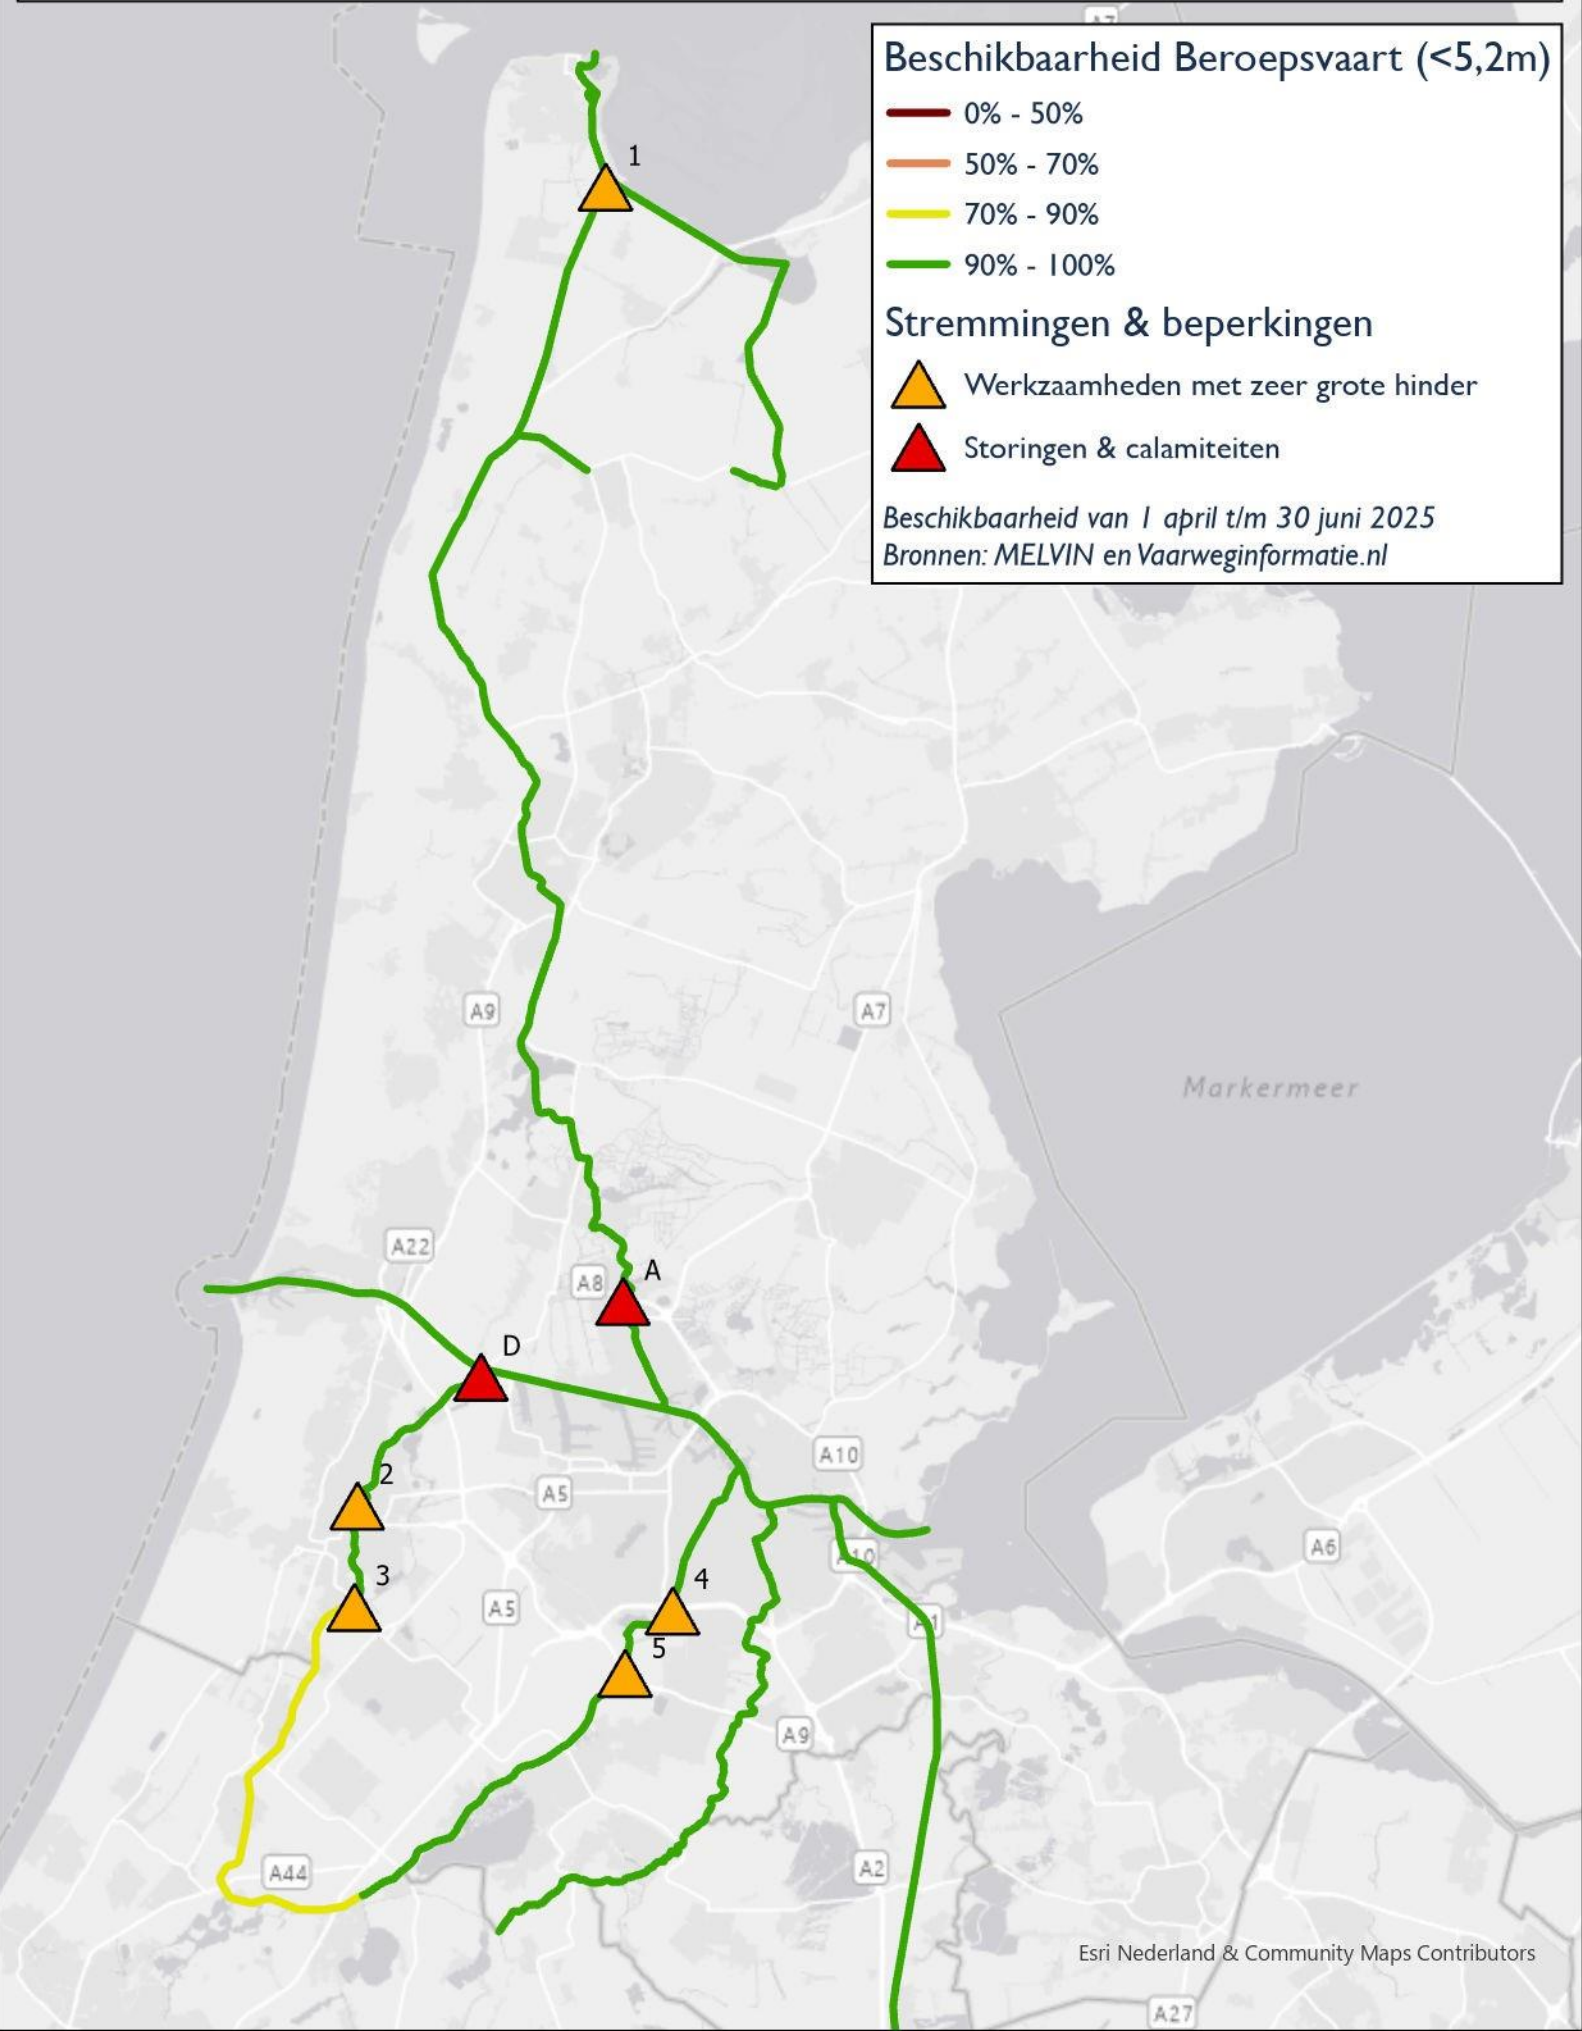 A7
Beschikbaarheid Beroepsvaart (<5,2m)
0% - 50%
50% - 70%
70% - 90%
90% - 100%
Stremmingen & beperkingen
Werkzaamheden met zeer grote hinder
Storingen & calamiteiten
Beschikbaarheid van 1 april t/m 30 juni 2025
Bronnen: MELVIN en Vaarweginformatie.nl
1
A9
A7
Markermeer
A22
A8
A
D
A10
2
A5
A10
A6
3
4
A5
A1
5
A9
A44
A2
Esri Nederland & Community Maps Contributors
A27